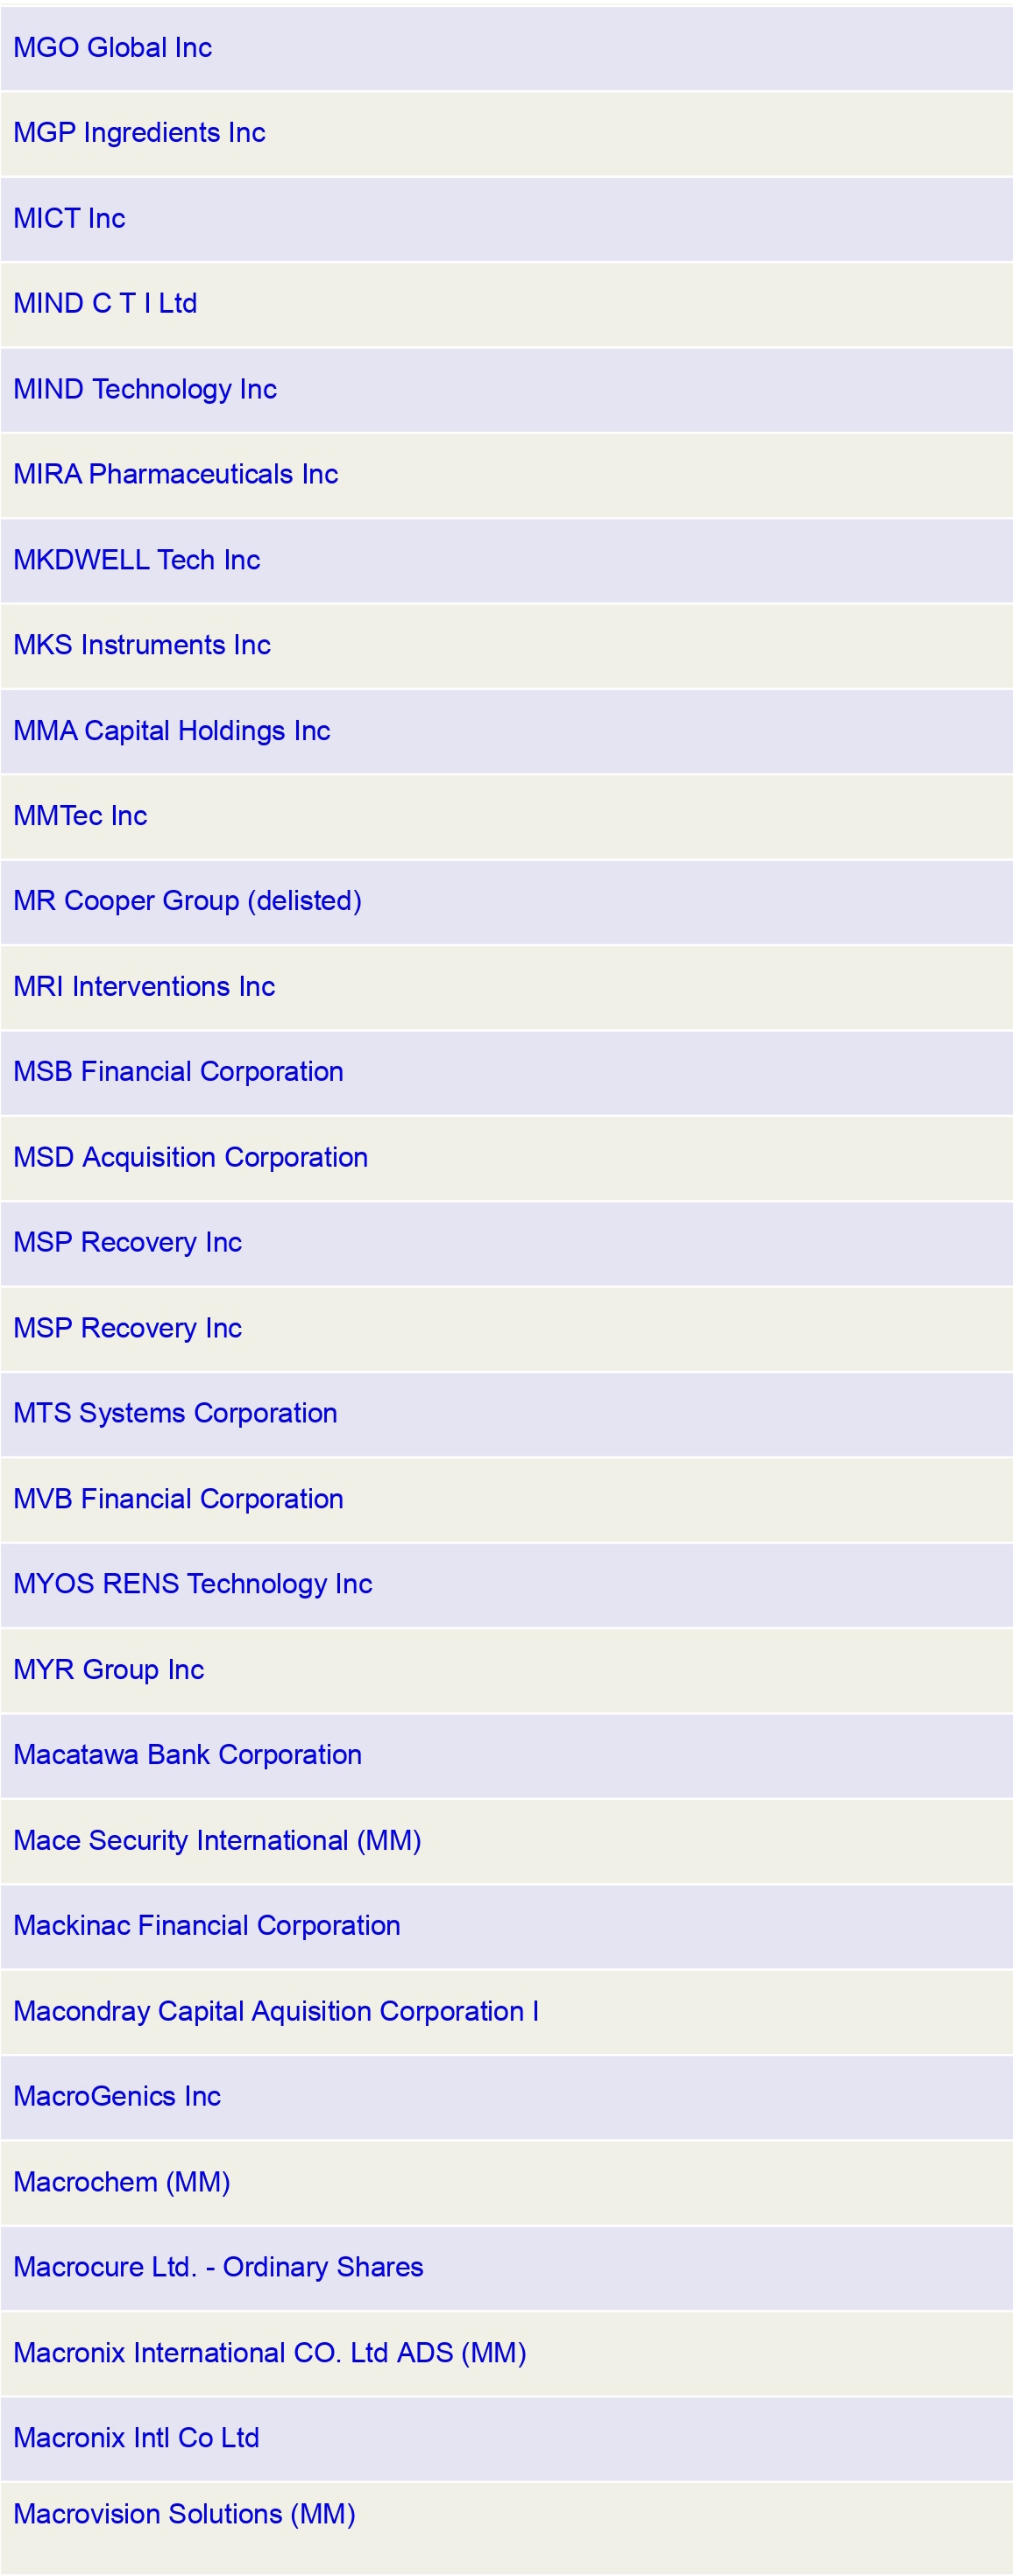 MGO Global Inc
MGP Ingredients Inc
MICT Inc
MIND C T I Ltd
MIND Technology Inc
MIRA Pharmaceuticals Inc
MKDWELL Tech Inc
MKS Instruments Inc
MMA Capital Holdings Inc
MMTec Inc
MR Cooper Group (delisted)
MRI Interventions Inc
MSB Financial Corporation
MSD Acquisition Corporation
MSP Recovery Inc
MSP Recovery Inc
MTS Systems Corporation
MVB Financial Corporation
MYOS RENS Technology Inc
MYR Group Inc
Macatawa Bank Corporation
Mace Security International (MM)
Mackinac Financial Corporation
Macondray Capital Aquisition Corporation I
MacroGenics Inc
Macrochem (MM)
Macrocure Ltd. - Ordinary Shares
Macronix International CO. Ltd ADS (MM)
Macronix Intl Co Ltd
Macrovision Solutions (MM)